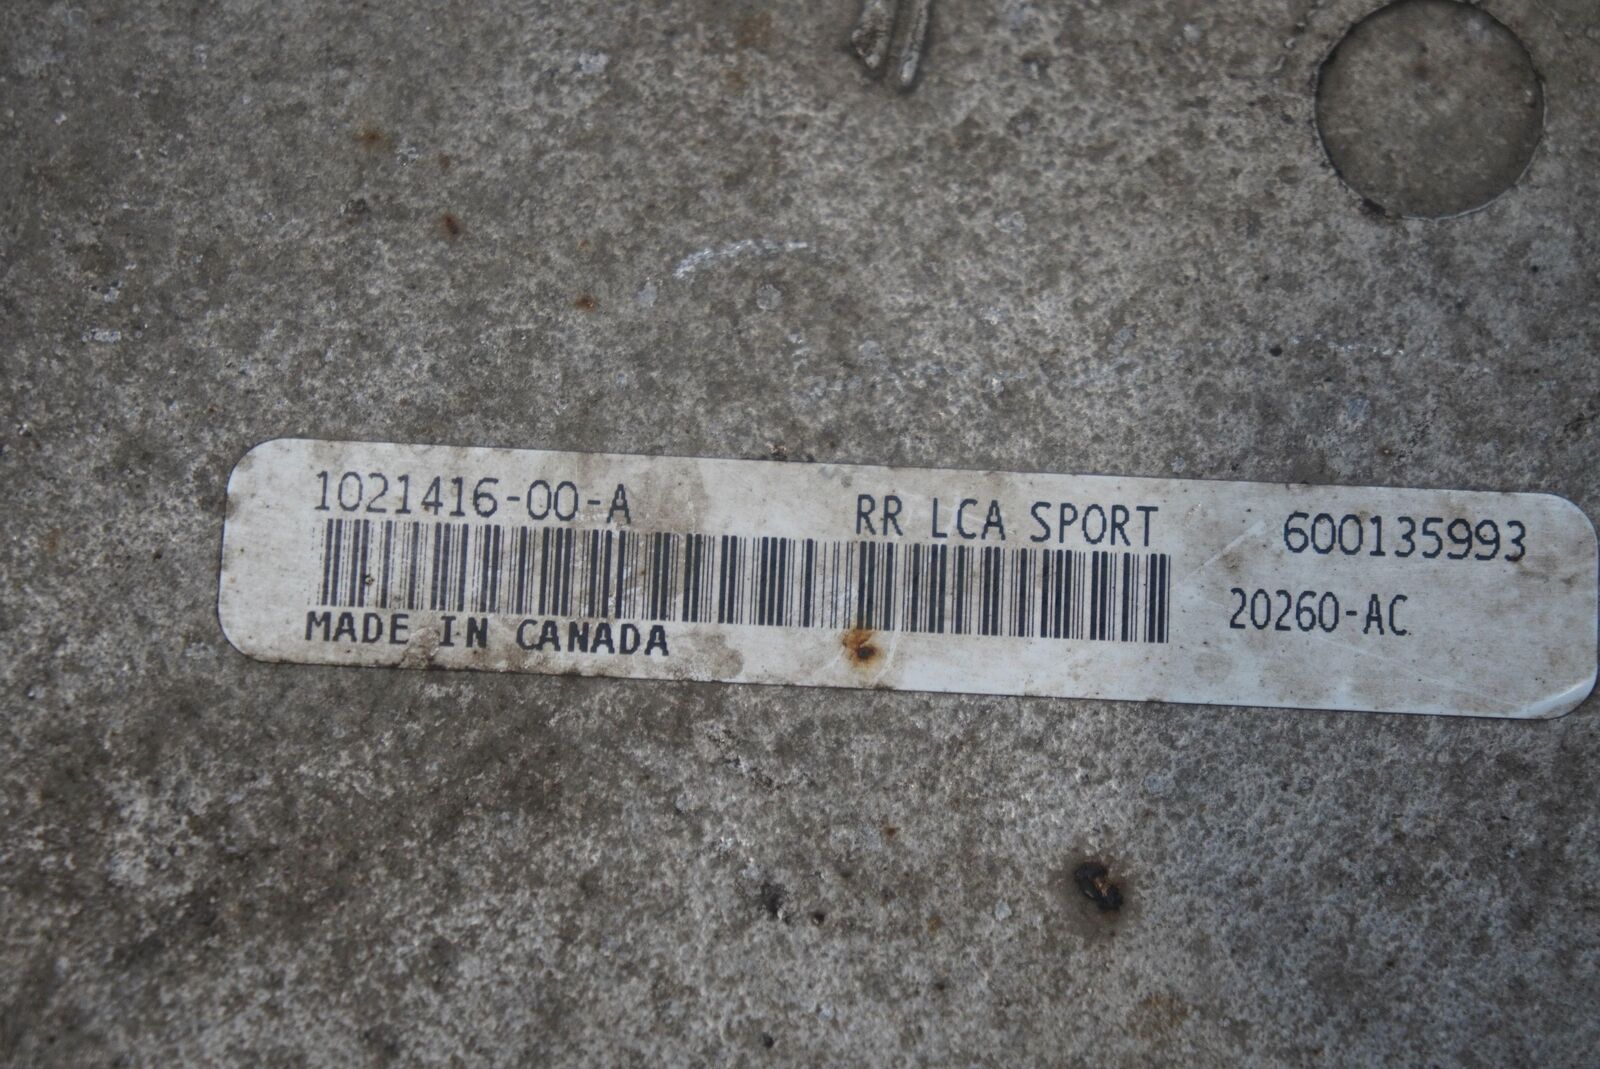 1021416-00-A RR LCA SPORT 600135993
20260-AC
MADE IN CANADA